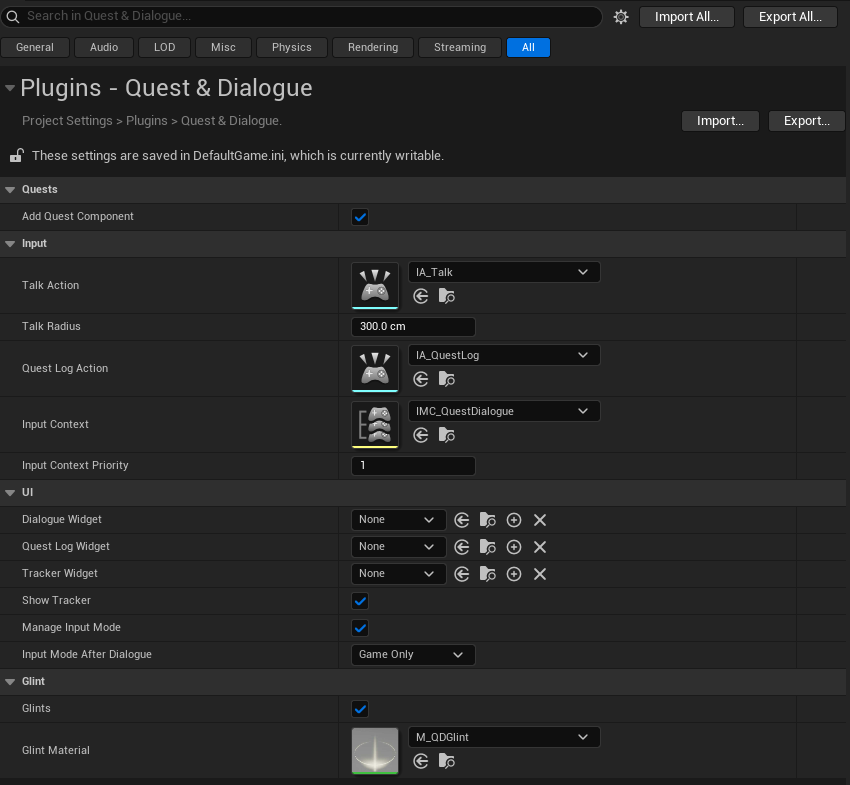 Search in Quest & Dialogue...
Import All...
Export All...
General
Audio
LOD
Misc
Physics
Rendering
Streaming
All
Plugins - Quest & Dialogue
Project Settings > Plugins > Quest & Dialogue.
Import...
Export...
These settings are saved in DefaultGame.ini, which is currently writable.
Quests
Add Quest Component
Input
Talk Action
IA_Talk
Talk Radius
300.0 cm
Quest Log Action
IA_QuestLog
Input Context
IMC_QuestDialogue
Input Context Priority
1
UI
Dialogue Widget
None
Quest Log Widget
None
Tracker Widget
None
Show Tracker
Manage Input Mode
Input Mode After Dialogue
Game Only
Glint
Glints
Glint Material
M_QDGlint